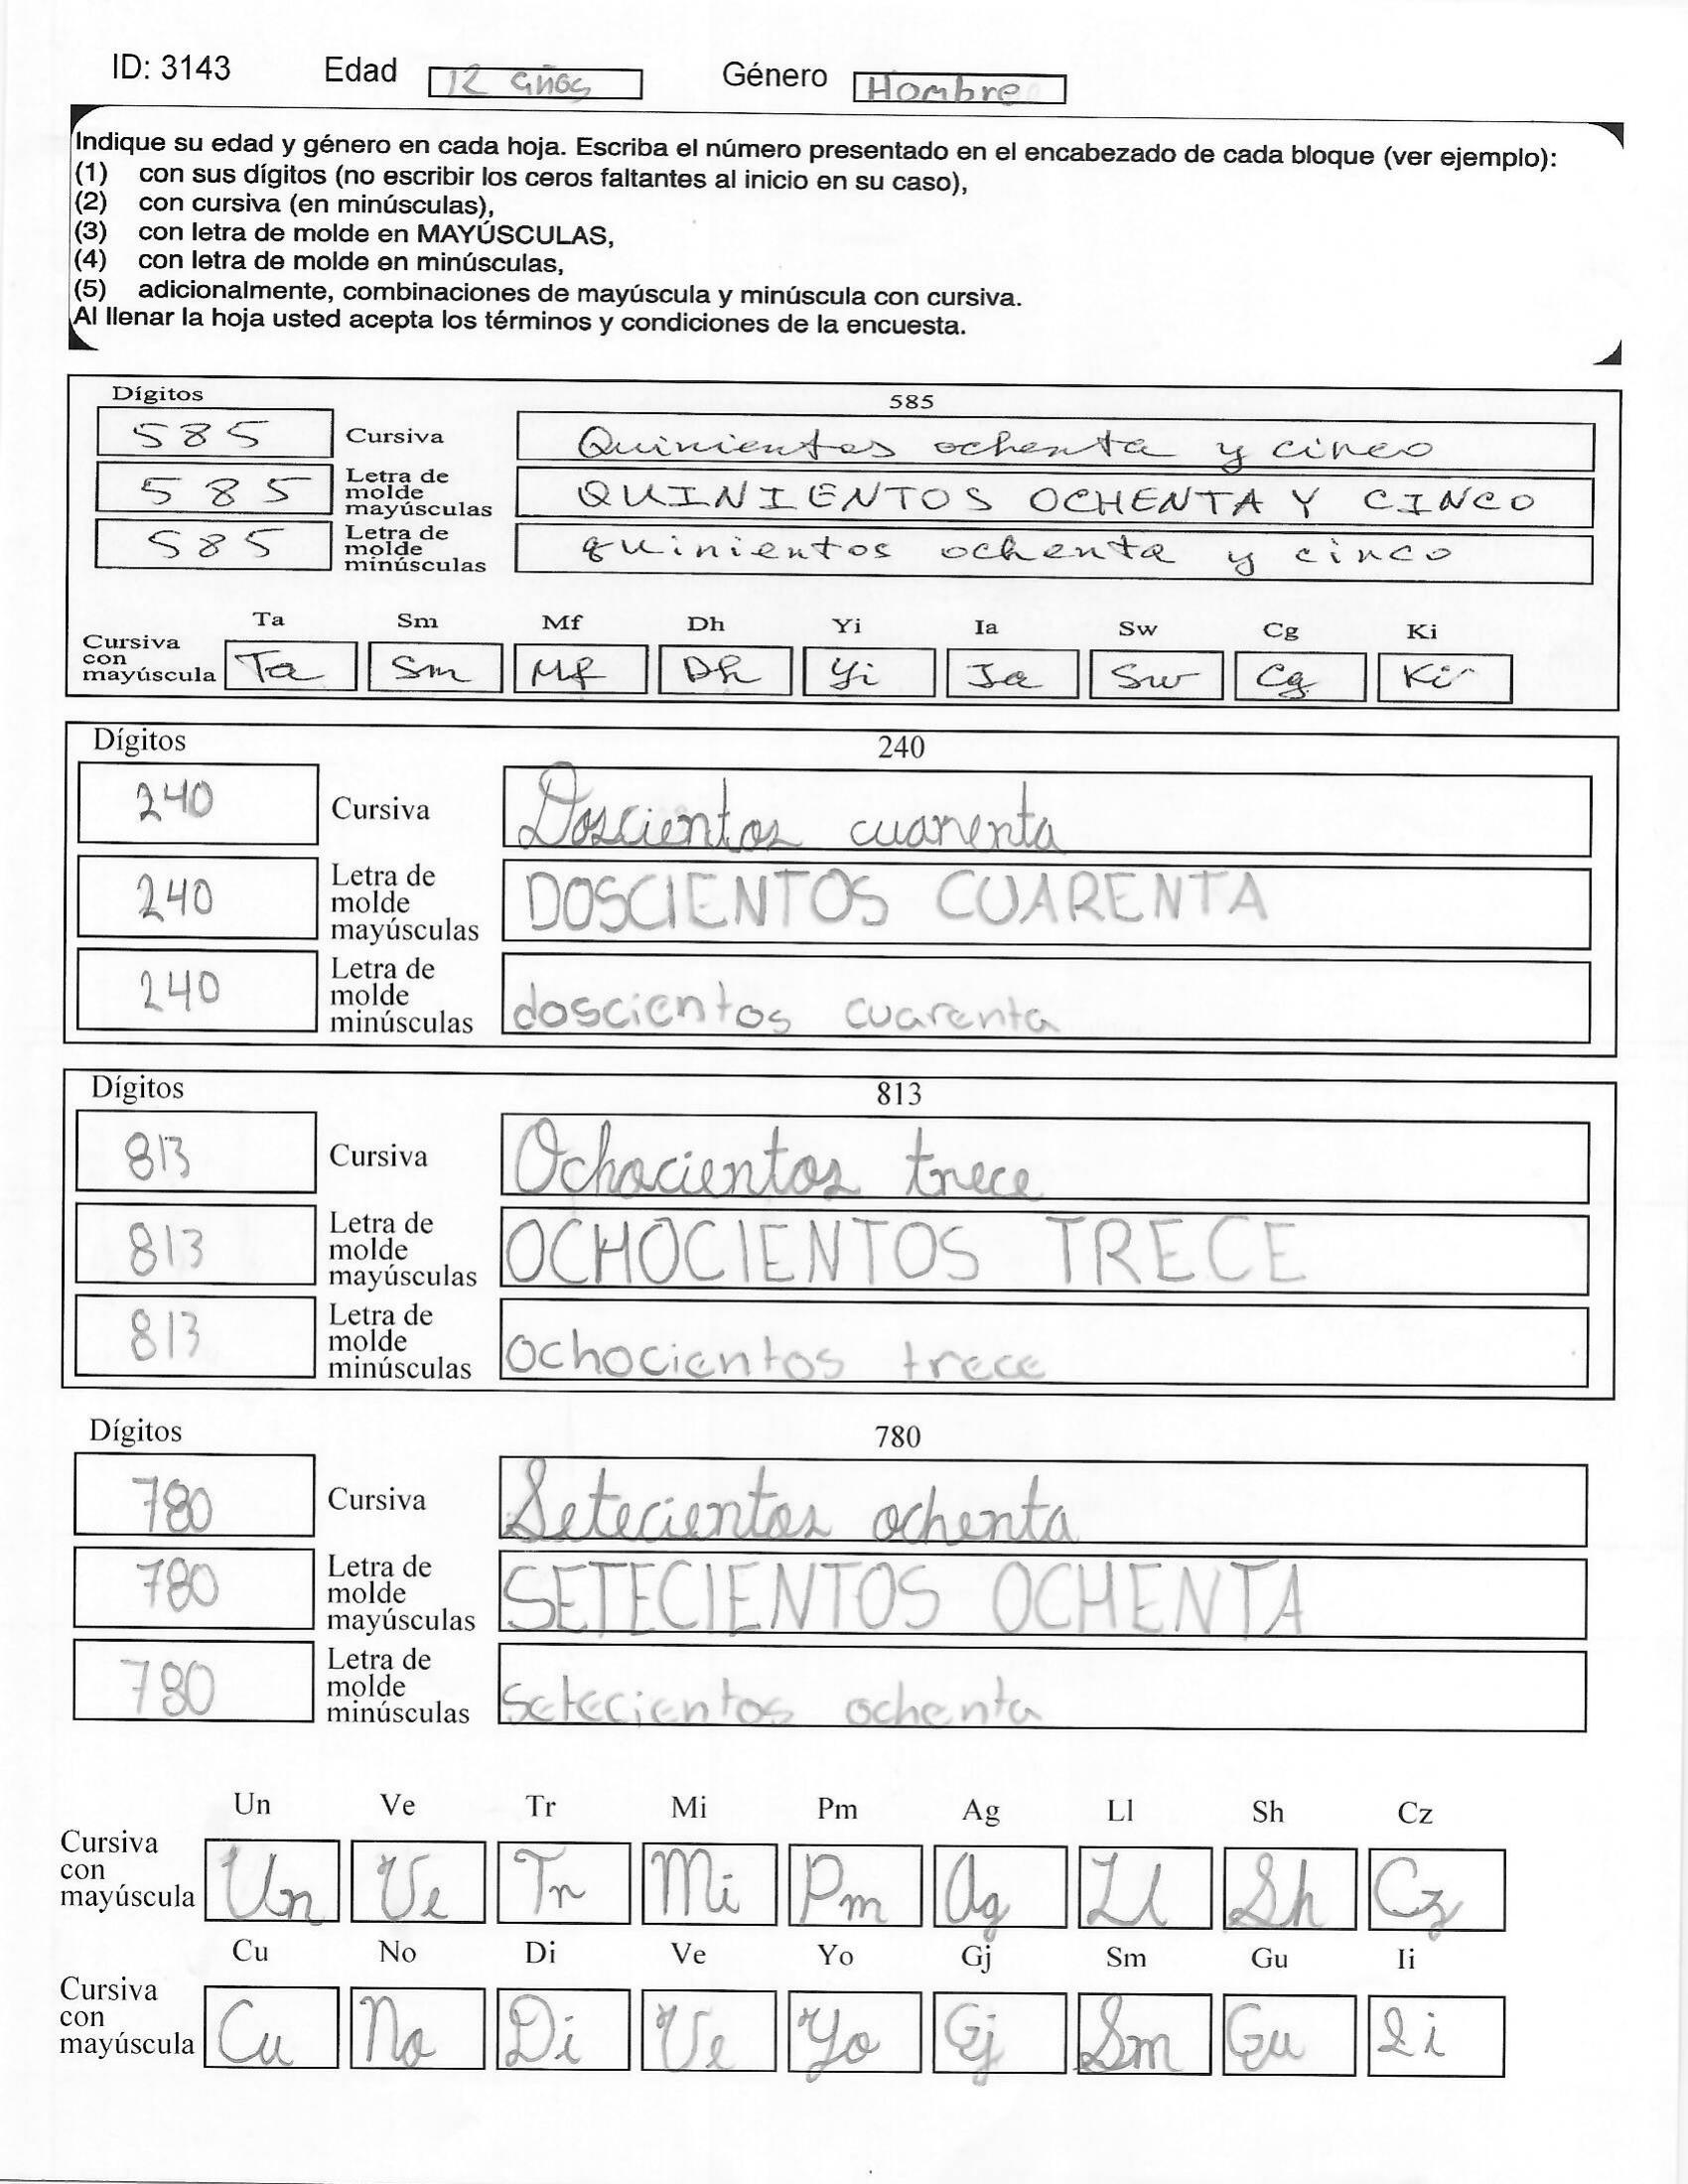 ID: 3143 Edad 12 años Género Hombre
Indique su edad y género en cada hoja. Escriba el número presentado en el encabezado de cada bloque (ver ejemplo):
(1) con sus dígitos (no escribir los ceros faltantes al inicio en su caso),
(2) con cursiva (en minúsculas),
(3) con letra de molde en MAYÚSCULAS,
(4) con letra de molde en minúsculas,
(5) adicionalmente, combinaciones de mayúscula y minúscula con cursiva.
Al llenar la hoja usted acepta los términos y condiciones de la encuesta.
Dígitos 585
585 Cursiva Quinientos ochenta y cinco
585 Letra de molde mayúsculas QUINIENTOS OCHENTA Y CINCO
585 Letra de molde minúsculas quinientos ochenta y cinco
Ta Sm Mf Dh Yi Ia Sw Cg Ki
Cursiva con mayúscula Ta Sm Mf Dh Yi Ia Sw Cg Ki
Dígitos 240
240 Cursiva Doscientos cuarenta
240 Letra de molde mayúsculas DOSCIENTOS CUARENTA
240 Letra de molde minúsculas doscientos cuarenta
Dígitos 813
813 Cursiva Ochocientos trece
813 Letra de molde mayúsculas OCHOCIENTOS TRECE
813 Letra de molde minúsculas ochocientos trece
Dígitos 780
780 Cursiva Setecientos ochenta
780 Letra de molde mayúsculas SETECIENTOS OCHENTA
780 Letra de molde minúsculas setecientos ochenta
Un Ve Tr Mi Pm Ag Ll Sh Cz
Cursiva con mayúscula Un Ve Tr Mi Pm Ag Ll Sh Cz
Cu No Di Ve Yo Gj Sm Gu Ii
Cursiva con mayúscula Cu No Di Ve Yo Gj Sm Gu Ii